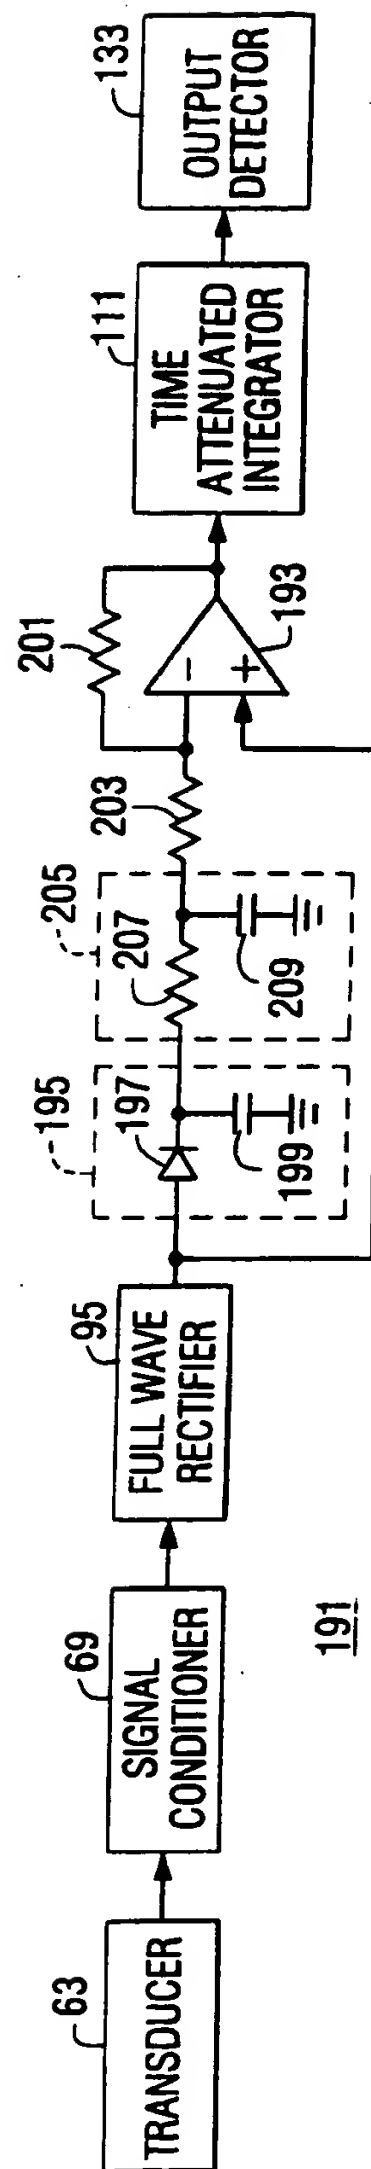 63
TRANSDUCER
69
SIGNAL
CONDITIONER
95
FULL WAVE
RECTIFIER
195
197
199
205
207
209
203
201
-
+
193
111
TIME
ATTENUATED
INTEGRATOR
133
OUTPUT
DETECTOR
191